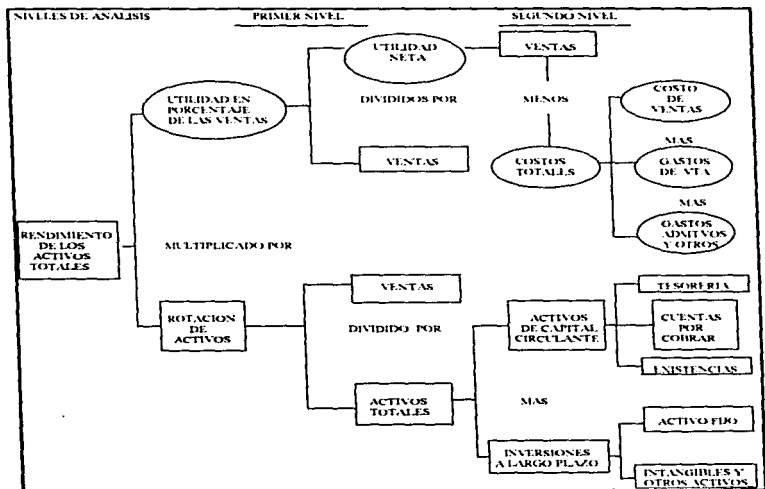 NIVELES DE ANALISIS
PRIMER NIVEL
SEGUNDO NIVEL
UTILIDAD
NETA
VENTAS
UTILIDAD EN
PORCENTAJE
DE LAS VENTAS
DIVIDIDOS POR
MENOS
COSTO
DE
VENTAS
VENTAS
COSTOS
TOTALES
MAS
GASTOS
DE VTA
MAS
GASTOS
ADMTVOS
Y OTROS
RENDIMIENTO
DE LOS
ACTIVOS
TOTALES
MULTIPLICADO POR
ROTACION
DE
ACTIVOS
VENTAS
DIVIDIDO POR
ACTIVOS
TOTALES
ACTIVOS
DE CAPITAL
CIRCULANTE
TESORERIA
CUENTAS
POR
COBRAR
EXISTENCIAS
MAS
INVERSIONES
A LARGO PLAZO
ACTIVO FIJO
INTANGIBLES Y
OTROS ACTIVOS